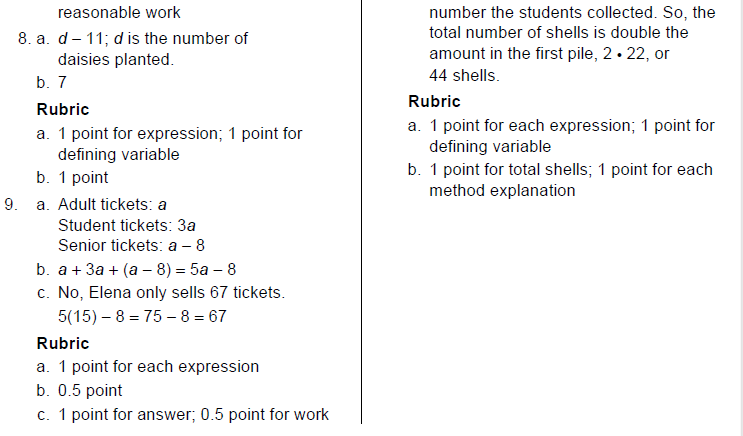 reasonable work
8. a. d – 11; d is the number of
daisies planted.
b. 7
Rubric
a. 1 point for expression; 1 point for
defining variable
b. 1 point
9. a. Adult tickets: a
Student tickets: 3a
Senior tickets: a – 8
b. a + 3a + (a – 8) = 5a – 8
c. No, Elena only sells 67 tickets.
5(15) – 8 = 75 – 8 = 67
Rubric
a. 1 point for each expression
b. 0.5 point
c. 1 point for answer; 0.5 point for work
number the students collected. So, the
total number of shells is double the
amount in the first pile, 2 • 22, or
44 shells.
Rubric
a. 1 point for each expression; 1 point for
defining variable
b. 1 point for total shells; 1 point for each
method explanation